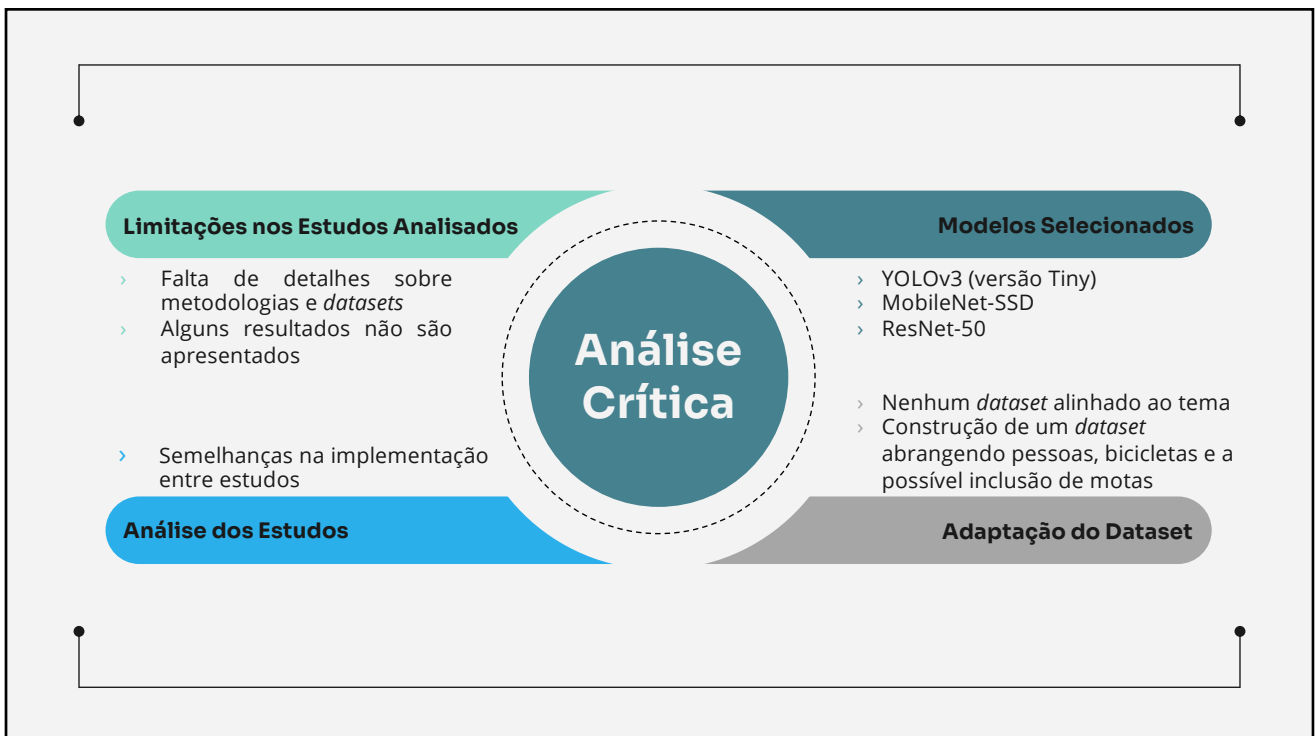 Limitações nos Estudos Analisados
› Falta de detalhes sobre
metodologias e datasets
› Alguns resultados não são
apresentados
Modelos Selecionados
› YOLOv3 (versão Tiny)
› MobileNet-SSD
› ResNet-50
Análise
Crítica
› Semelhanças na implementação
entre estudos
Análise dos Estudos
› Nenhum dataset alinhado ao tema
› Construção de um dataset
abrangendo pessoas, bicicletas e a
possível inclusão de motas
Adaptação do Dataset